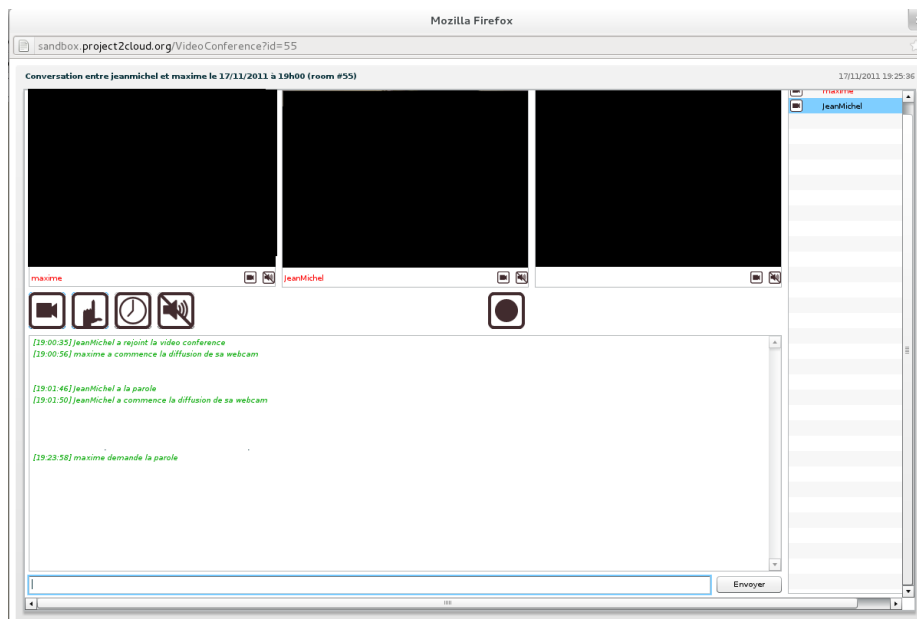 Mozilla Firefox
sandbox.project2cloud.org/VideoConference?id=55
Conversation entre jeanmichel et maxime le 17/11/2011 à 19h00 (room #55)
17/11/2011 19:25:36
maxime
JeanMichel
maxime
JeanMichel
[19:00:35] JeanMichel a rejoint la video conference
[19:00:56] maxime a commence la diffusion de sa webcam
[19:01:46] JeanMichel a la parole
[19:01:50] JeanMichel a commence la diffusion de sa webcam
[19:23:58] maxime demande la parole
Envoyer